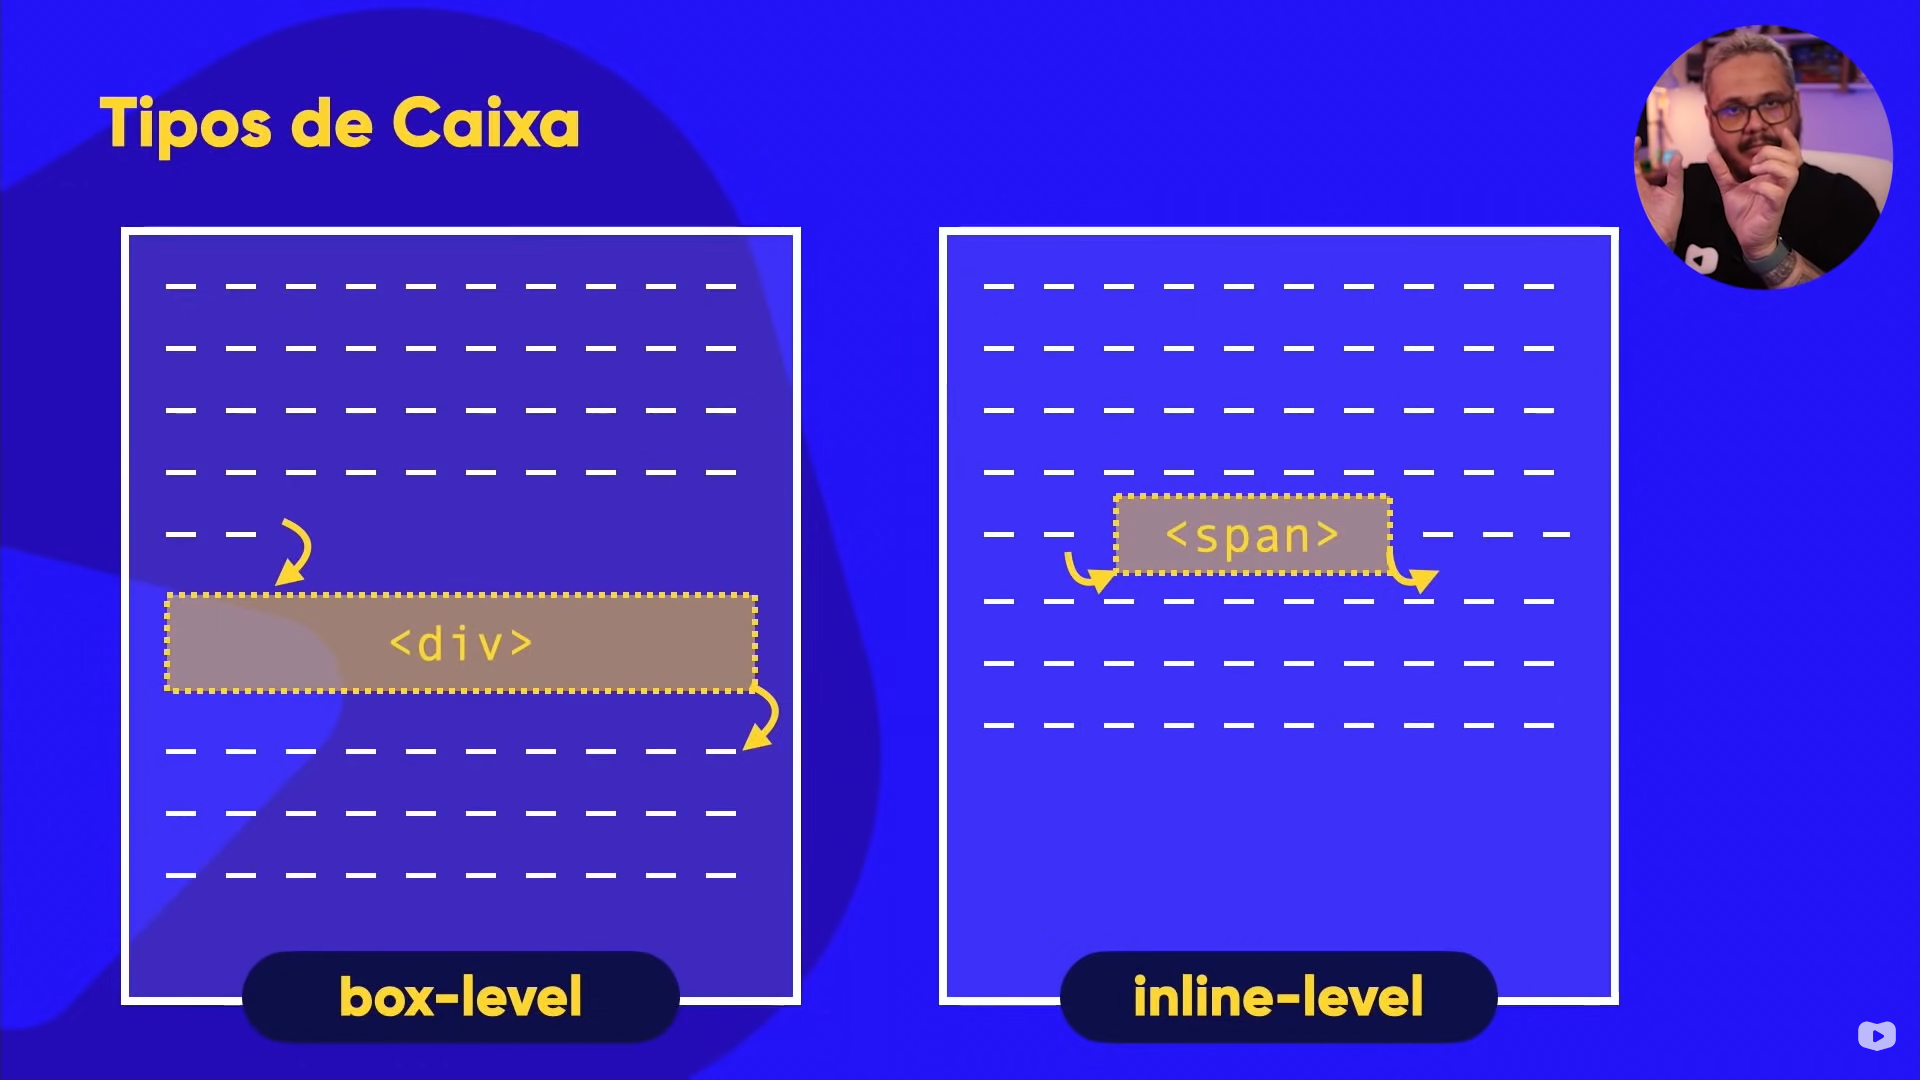 Tipos de Caixa
<div>
box-level
<span>
inline-level